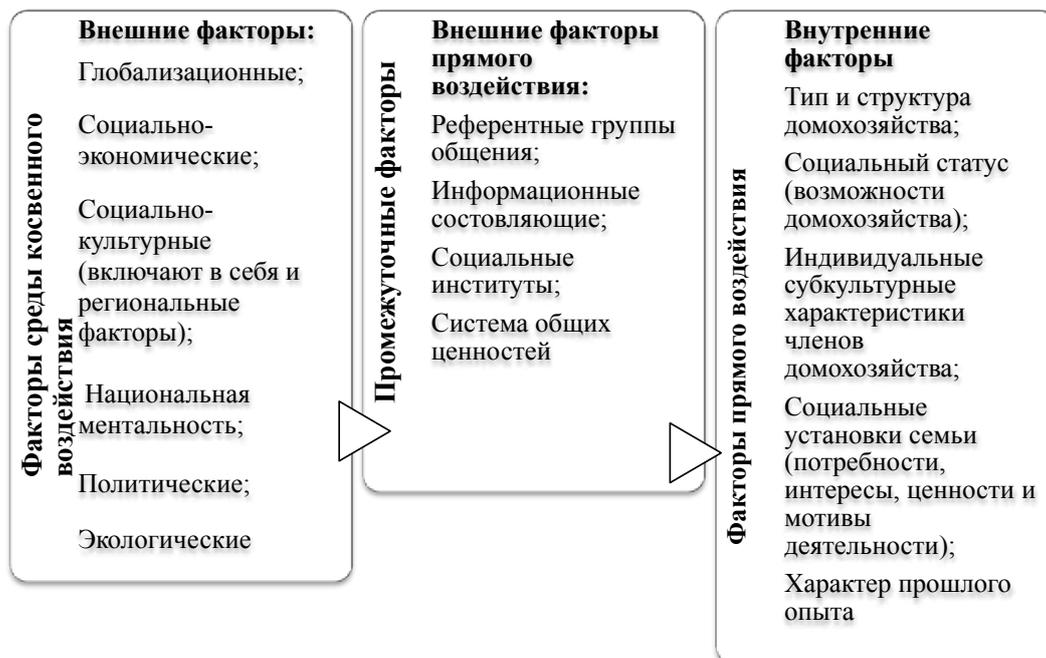 Факторы среды косвенного
воздействия
Внешние факторы:
Глобализационные;
Социально-
экономические;
Социально-
культурные
(включают в себя и
региональные
факторы);
Национальная
ментальность;
Политические;
Экологические
Промежуточные факторы
Внешние факторы
прямого
воздействия:
Референтные группы
общения;
Информационные
состовляющие;
Социальные
институты;
Система общих
ценностей
Факторы прямого воздействия
Внутренние
факторы
Тип и структура
домохозяйства;
Социальный статус
(возможности
домохозяйства);
Индивидуальные
субкультурные
характеристики
членов
домохозяйства;
Социальные
установки семьи
(потребности,
интересы, ценности и
мотивы
деятельности);
Характер прошлого
опыта